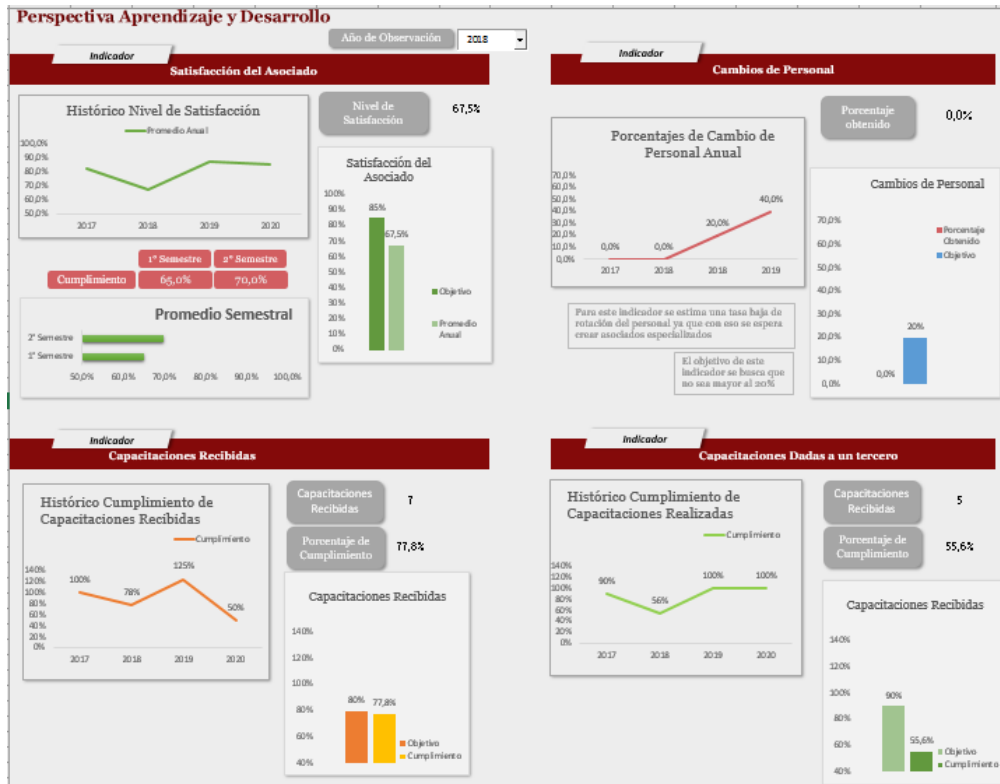 Perspectiva Aprendizaje y Desarrollo
Año de Observación
2018
Indicador
Satisfacción del Asociado
Histórico Nivel de Satisfacción
Promedio Anual
100,0%
90,0%
80,0%
70,0%
60,0%
50,0%
2017 2018 2019 2020
Nivel de
Satisfacción
67,5%
Satisfacción del
Asociado
100%
90%
80%
70%
60%
50%
40%
30%
20%
10%
0%
85%
67,5%
Objetivo
Promedio
Anual
1º Semestre 2º Semestre
Cumplimiento 65,0% 70,0%
Promedio Semestral
2º Semestre
1º Semestre
50,0% 60,0% 70,0% 80,0% 90,0% 100,0%
Indicador
Cambios de Personal
Porcentaje
obtenido
0,0%
Porcentajes de Cambio de
Personal Anual
70,0%
60,0%
50,0%
40,0%
30,0%
20,0%
10,0%
0,0%
0,0% 0,0% 20,0% 40,0%
2017 2018 2018 2019
Cambios de Personal
70,0%
60,0%
50,0%
40,0%
30,0%
20,0%
10,0%
0,0%
0,0%
20%
Porcentaje
Obtenido
Objetivo
Para este indicador se estima una tasa baja de
rotación del personal ya que con eso se espera
crear asociados especializados
El objetivo de este
indicador se busca que
no sea mayor al 20%
Indicador
Capacitaciones Recibidas
Histórico Cumplimiento de
Capacitaciones Recibidas
Cumplimiento
140%
120%
100%
80%
60%
40%
20%
0%
100% 78% 125% 50%
2017 2018 2019 2020
Capacitaciones
Recibidas
7
Porcentaje de
Cumplimiento
77,8%
Capacitaciones Recibidas
140%
120%
100%
80%
60%
40%
80% 77,8%
Objetivo
Cumplimiento
Indicador
Capacitaciones Dadas a un tercero
Histórico Cumplimiento de
Capacitaciones Realizadas
Cumplimiento
140%
120%
100%
80%
60%
40%
20%
0%
90% 56% 100% 100%
2017 2018 2019 2020
Capacitaciones
Recibidas
5
Porcentaje de
Cumplimiento
55,6%
Capacitaciones Recibidas
140%
120%
100%
80%
60%
40%
90%
55,6%
Objetivo
Cumplimiento